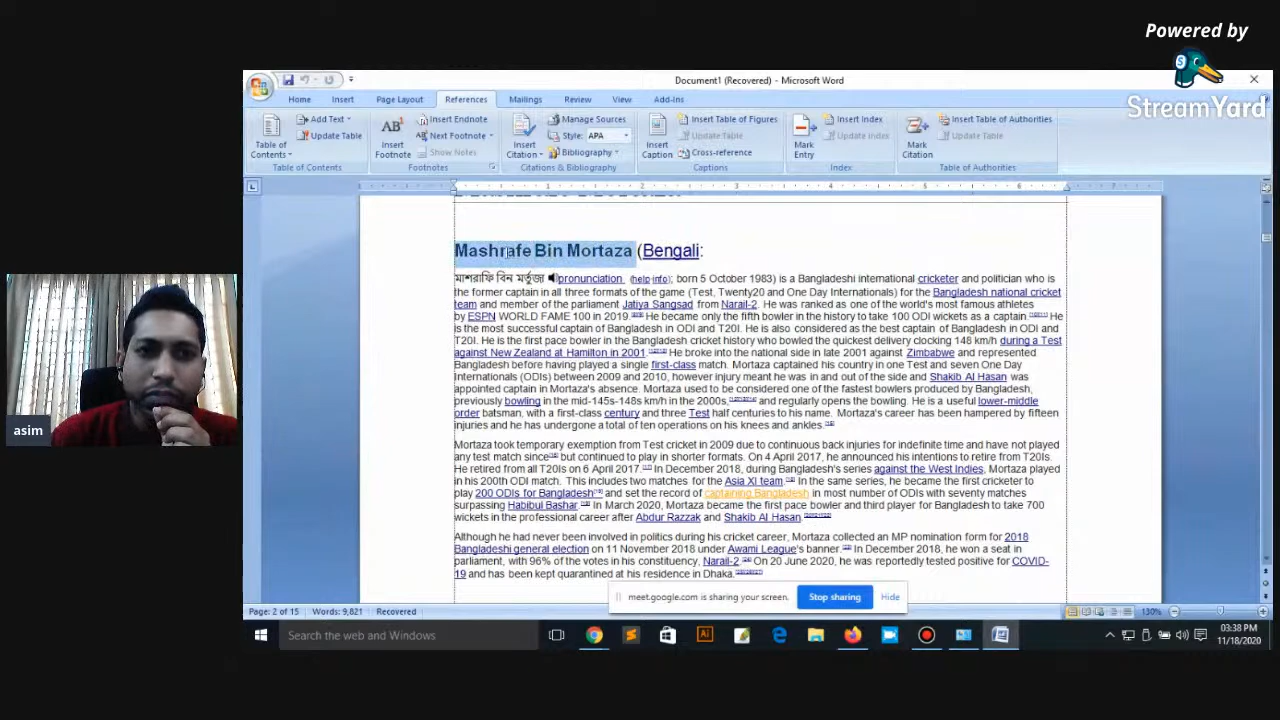 Powered by
StreamYard
Document1 (Recovered) - Microsoft Word
Home Insert Page Layout References Mailings Review View Add-Ins
Table of Contents
Add Text
Update Table
Table of Contents
AB¹
Insert Footnote
Insert Endnote
Next Footnote
Show Notes
Footnotes
Insert Citation
Manage Sources
Style: APA
Bibliography
Citations & Bibliography
Insert Caption
Insert Table of Figures
Update Table
Cross-reference
Captions
Mark Entry
Insert Index
Update Index
Index
Mark Citation
Insert Table of Authorities
Update Table
Table of Authorities
Mashrafe Bin Mortaza (Bengali:
মাশরাফি বিন মর্তুজা pronunciation (help·info); born 5 October 1983) is a Bangladeshi international cricketer and politician who is
the former captain in all three formats of the game (Test, Twenty20 and One Day Internationals) for the Bangladesh national cricket
team and member of the parliament Jatiya Sangsad from Narail-2. He was ranked as one of the world's most famous athletes
by ESPN WORLD FAME 100 in 2019. He became only the fifth bowler in the history to take 100 ODI wickets as a captain. He
is the most successful captain of Bangladesh in ODI and T20I. He is also considered as the best captain of Bangladesh in ODI and
T20I. He is the first pace bowler in the Bangladesh cricket history who bowled the quickest delivery clocking 148 km/h during a Test
against New Zealand at Hamilton in 2001. He broke into the national side in late 2001 against Zimbabwe and represented
Bangladesh before having played a single first-class match. Mortaza captained his country in one Test and seven One Day
Internationals (ODIs) between 2009 and 2010, however injury meant he was in and out of the side and Shakib Al Hasan was
appointed captain in Mortaza's absence. Mortaza used to be considered one of the fastest bowlers produced by Bangladesh,
previously bowling in the mid-145s-148s km/h in the 2000s, and regularly opens the bowling. He is a useful lower-middle
order batsman, with a first-class century and three Test half centuries to his name. Mortaza's career has been hampered by fifteen
injuries and he has undergone a total of ten operations on his knees and ankles.
Mortaza took temporary exemption from Test cricket in 2009 due to continuous back injuries for indefinite time and have not played
any test match since but continued to play in shorter formats. On 4 April 2017, he announced his intentions to retire from T20Is.
He retired from all T20Is on 6 April 2017. In December 2018, during Bangladesh's series against the West Indies, Mortaza played
in his 200th ODI match. This includes two matches for the Asia XI team. In the same series, he became the first cricketer to
play 200 ODIs for Bangladesh and set the record of captaining Bangladesh in most number of ODIs with seventy matches
surpassing Habibul Bashar. In March 2020, Mortaza became the first pace bowler and third player for Bangladesh to take 700
wickets in the professional career after Abdur Razzak and Shakib Al Hasan.
Although he had never been involved in politics during his cricket career, Mortaza collected an MP nomination form for 2018
Bangladeshi general election on 11 November 2018 under Awami League's banner. In December 2018, he won a seat in
parliament, with 96% of the votes in his constituency, Narail-2. On 20 June 2020, he was reportedly tested positive for COVID-
19 and has been kept quarantined at his residence in Dhaka.
meet.google.com is sharing your screen. Stop sharing Hide
Page: 2 of 15 Words: 9,821 Recovered 130%
Search the web and Windows
03:38 PM
11/18/2020
asim